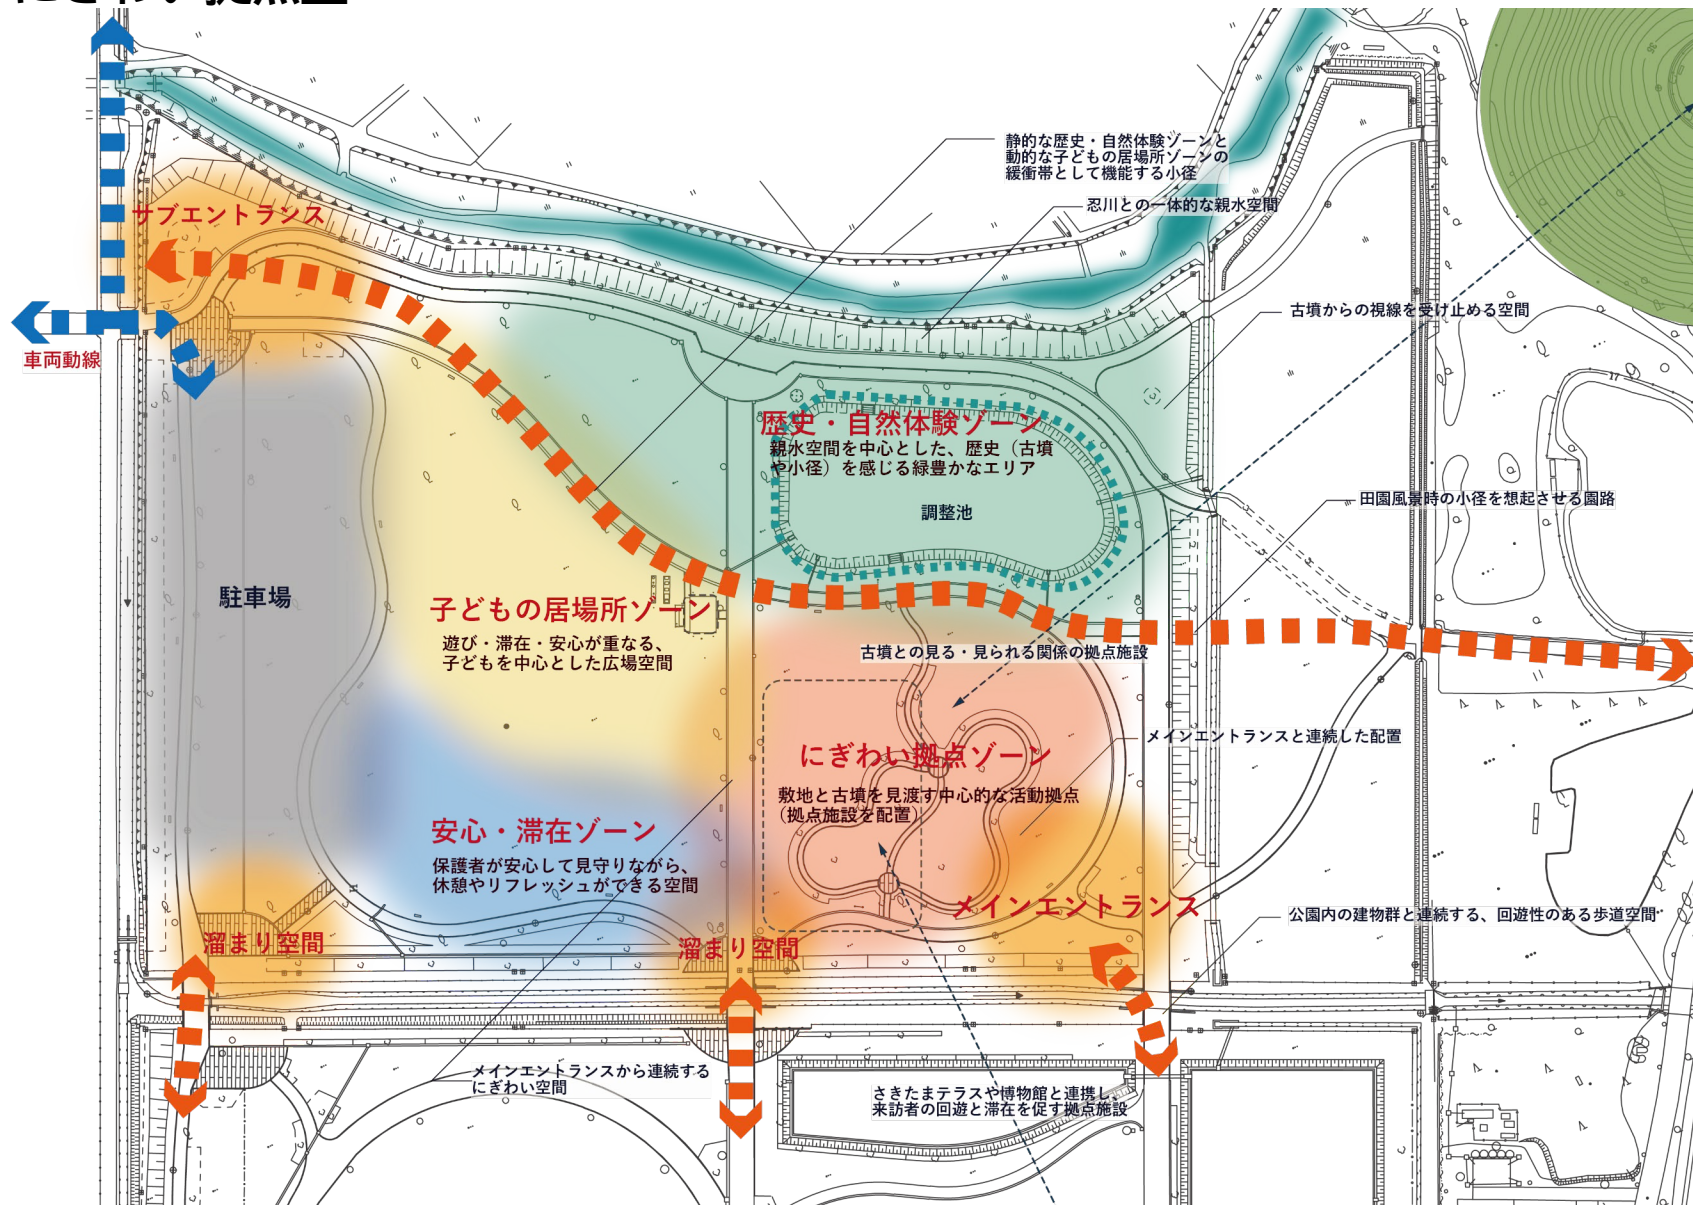 にぎわい拠点型
静的な歴史・自然体験ゾーンと
動的な子どもの居場所ゾーンの
緩衝帯として機能する小径
忍川との一体的な親水空間
サブエントランス
古墳からの視線を受け止める空間
車両動線
歴史・自然体験ゾーン
親水空間を中心とした、歴史（古墳
や小径）を感じる緑豊かなエリア
調整池
田園風景時の小径を想起させる園路
駐車場
子どもの居場所ゾーン
遊び・滞在・安心が重なる、
子どもを中心とした広場空間
古墳との見る・見られる関係の拠点施設
メインエントランスと連続した配置
にぎわい拠点ゾーン
敷地と古墳を見渡す中心的な活動拠点
（拠点施設を配置）
安心・滞在ゾーン
保護者が安心して見守りながら、
休憩やリフレッシュができる空間
メインエントランス
公園内の建物群と連続する、回遊性のある歩道空間
溜まり空間
溜まり空間
メインエントランスから連続する
にぎわい空間
さきたまテラスや博物館と連携し、
来訪者の回遊と滞在を促す拠点施設
17